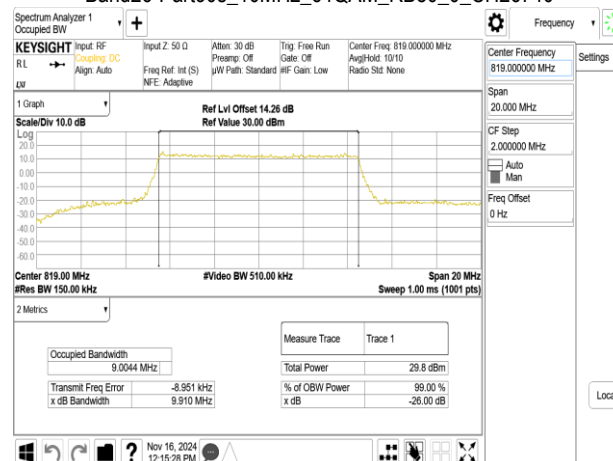 Spectrum Analyzer 1
Occupied BW
Frequency
KEYSIGHT
RL
Input: RF
Coupling: DC
Align: Auto
Input Z: 50 Ω
Freq Ref: Int (S)
NFE: Adaptive
Atten: 30 dB
Preamp: Off
µW Path: Standard
Trig: Free Run
Gate: Off
#IF Gain: Low
Center Freq: 819.000000 MHz
Avg|Hold: 10/10
Radio Std: None
LXI
Center Frequency
819.000000 MHz
Settings
Span
20.000 MHz
CF Step
2.000000 MHz
Auto
Man
Freq Offset
0 Hz
1 Graph
Scale/Div 10.0 dB
Ref Lvl Offset 14.26 dB
Ref Value 30.00 dBm
Log
20.0
10.0
0.00
-10.0
-20.0
-30.0
-40.0
-50.0
-60.0
Center 819.00 MHz
#Res BW 150.00 kHz
#Video BW 510.00 kHz
Span 20 MHz
Sweep 1.00 ms (1001 pts)
2 Metrics
Measure Trace Trace 1
Occupied Bandwidth
9.0044 MHz
Total Power 29.8 dBm
Transmit Freq Error -8.951 kHz
% of OBW Power 99.00 %
x dB Bandwidth 9.910 MHz
x dB -26.00 dB
Loca
?
Nov 16, 2024
12:15:28 PM